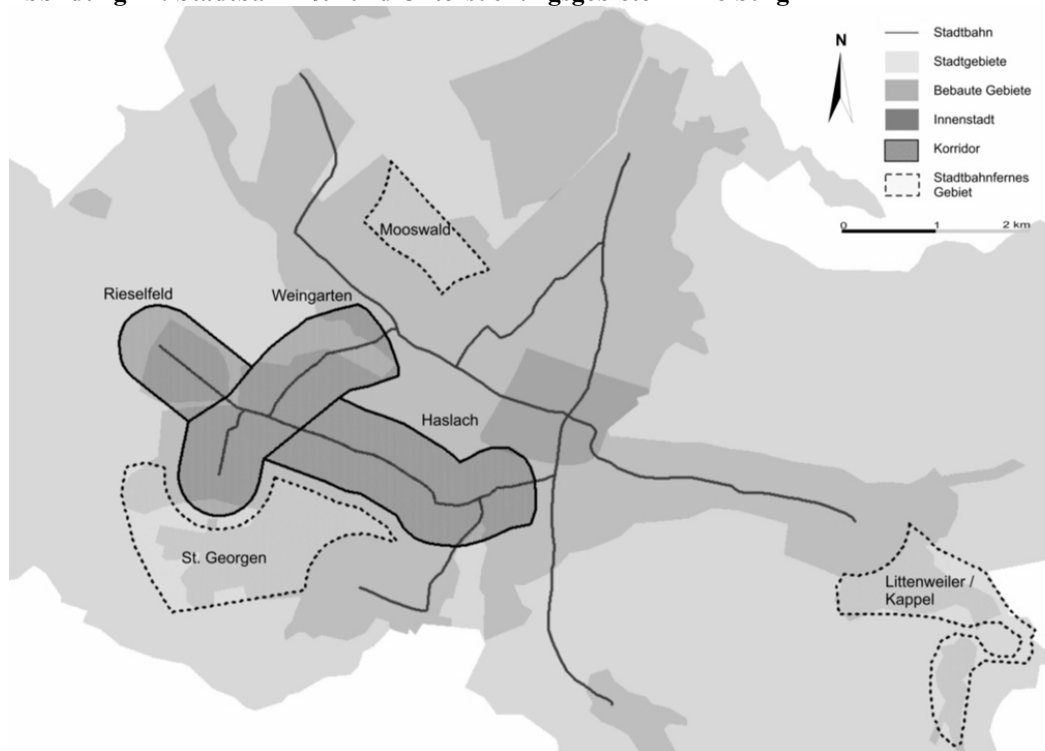 N
Stadtbahn
Stadtgebiete
Bebaute Gebiete
Innenstadt
Korridor
Stadtbahnfernes
Gebiet
0 1 2 km
Mooswald
Rieselfeld
Weingarten
Haslach
St. Georgen
Littenweiler /
Kappel